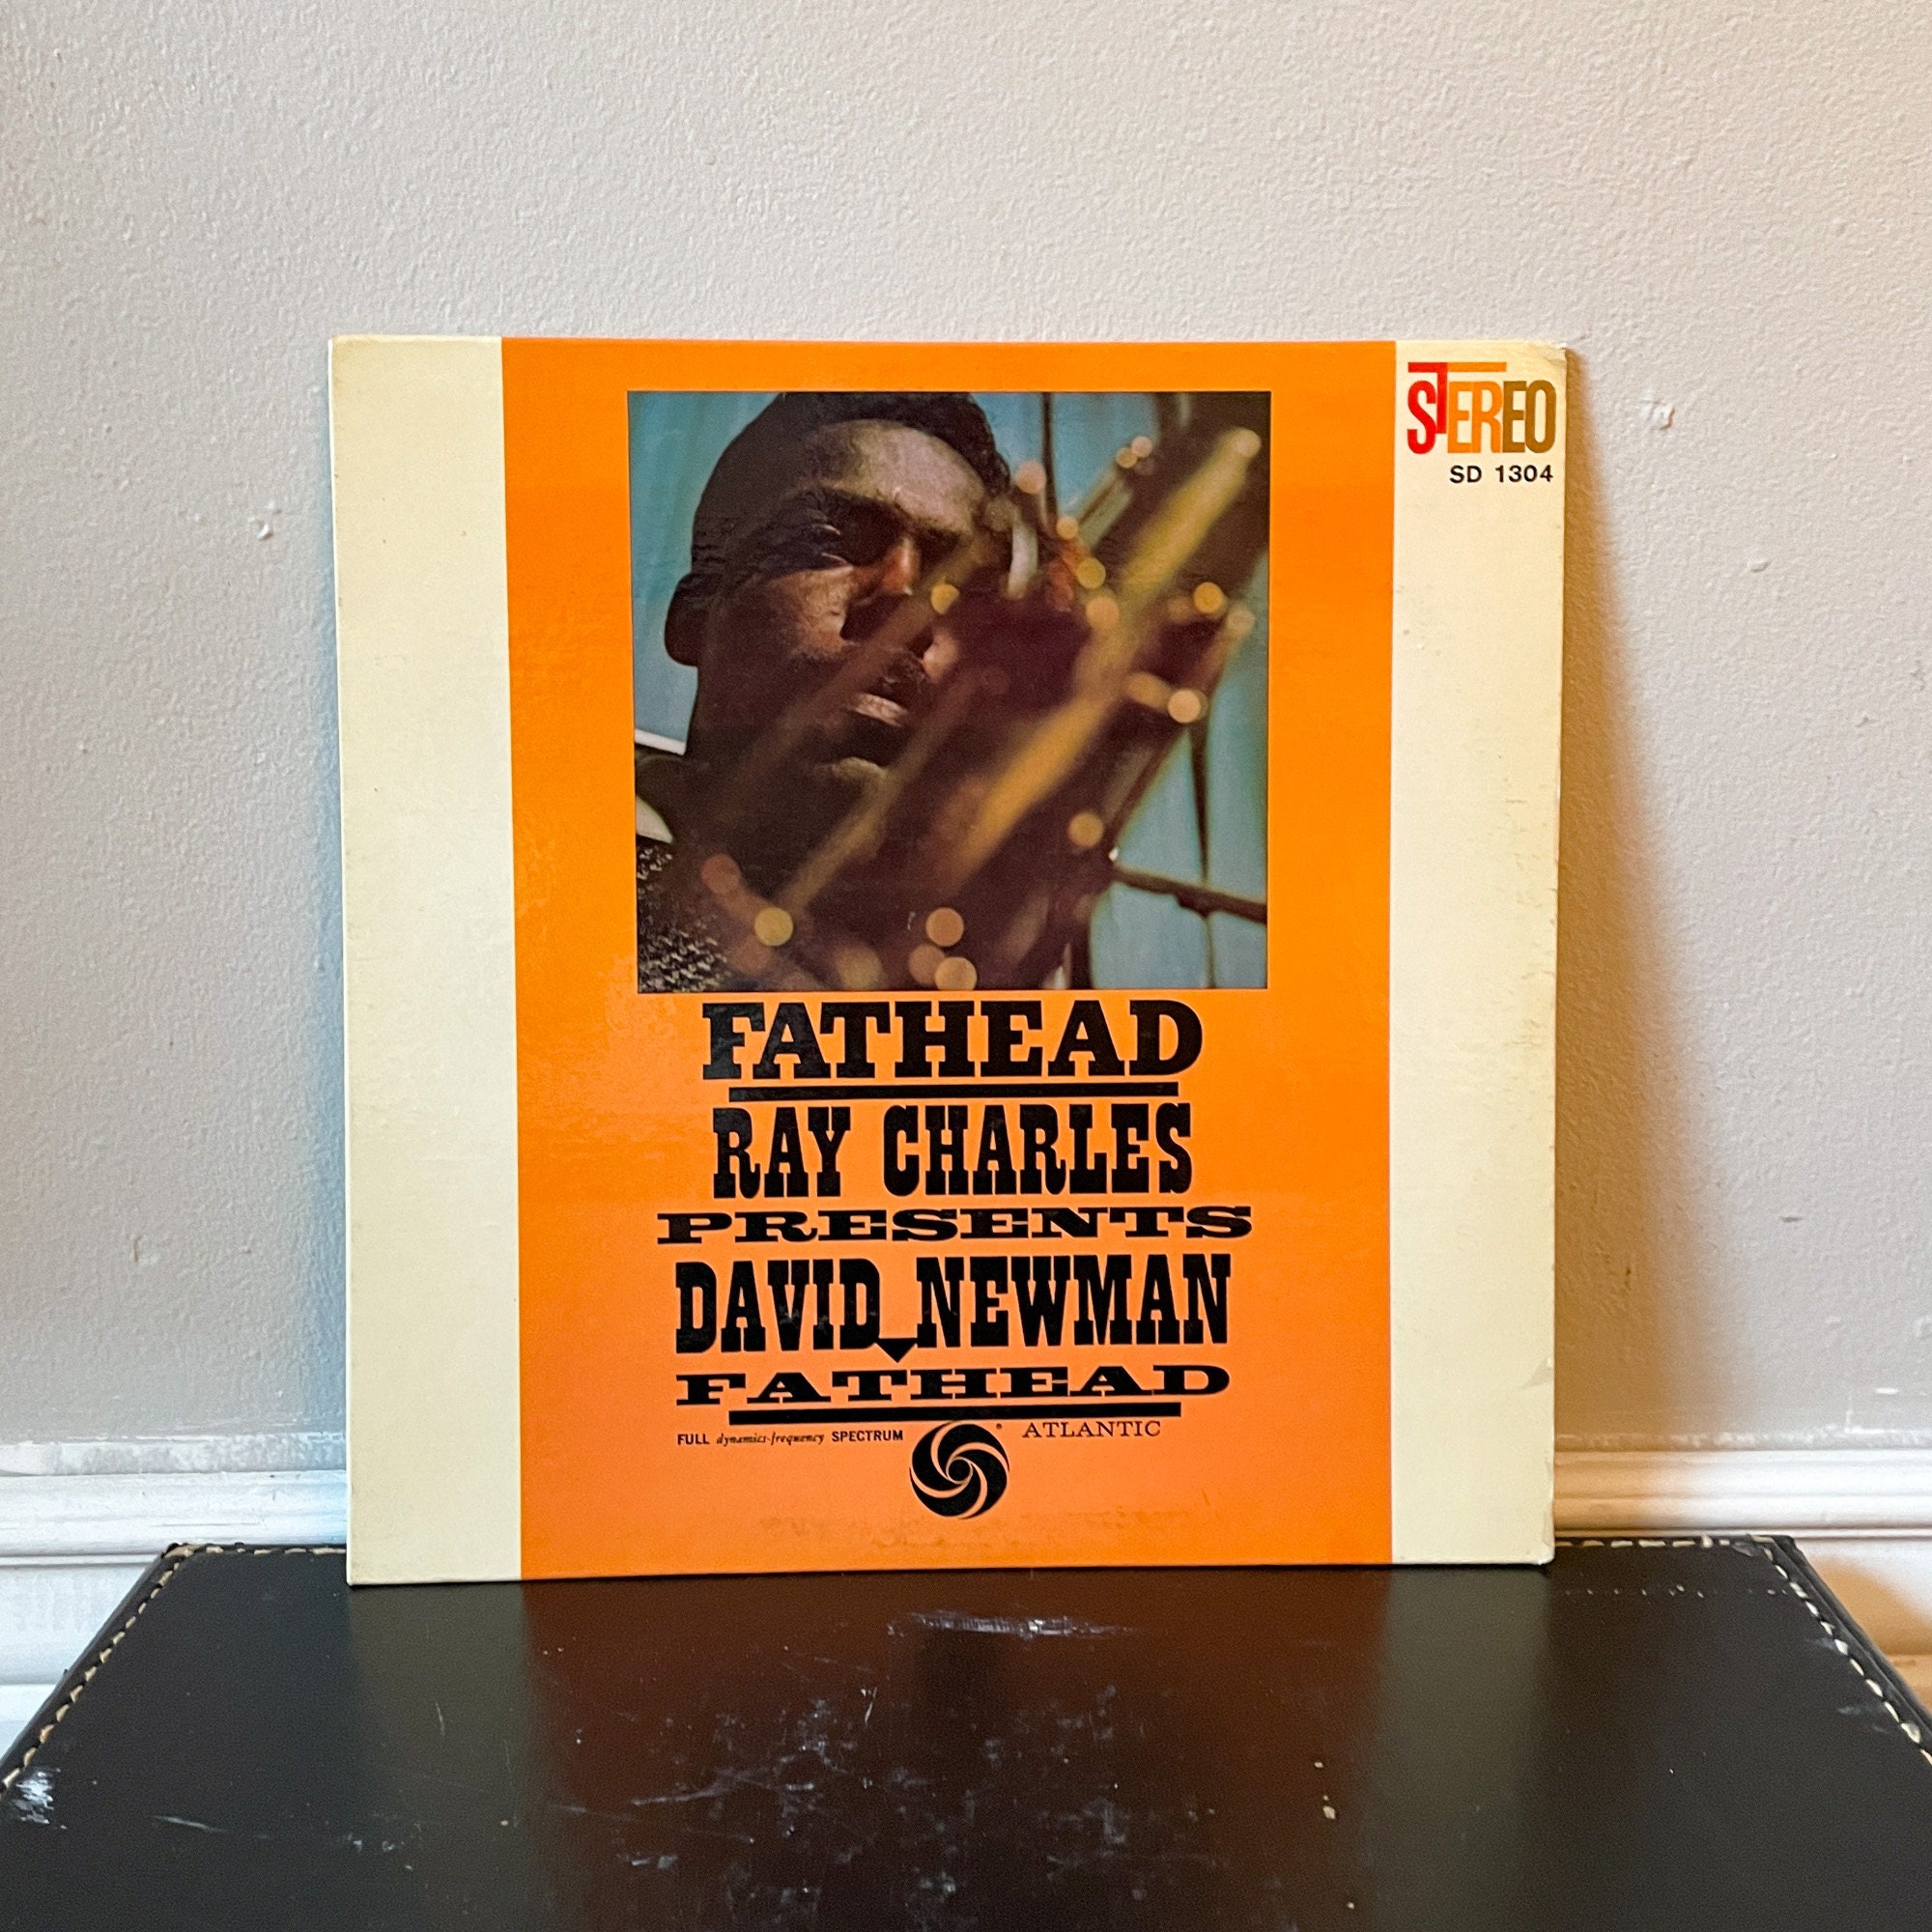 STEREO
SD 1304
FATHEAD
RAY CHARLES
PRESENTS
DAVID NEWMAN
FATHEAD
FULL dynamics-frequency SPECTRUM
® ATLANTIC